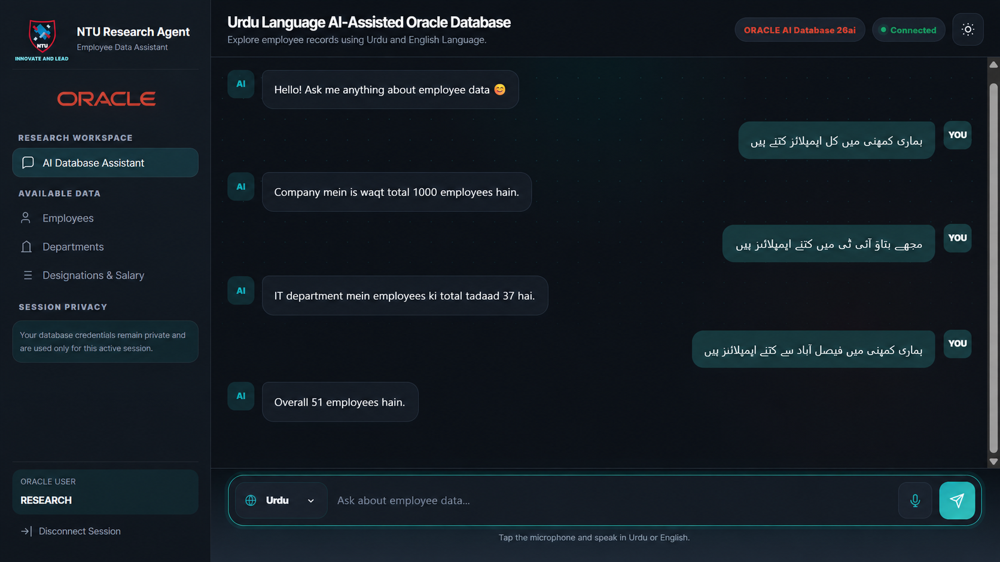 NTU
INNOVATE AND LEAD
NTU Research Agent
Employee Data Assistant
ORACLE
RESEARCH WORKSPACE
AI Database Assistant
AVAILABLE DATA
Employees
Departments
Designations & Salary
SESSION PRIVACY
Your database credentials remain private and
are used only for this active session.
ORACLE USER
RESEARCH
Disconnect Session
Urdu Language AI-Assisted Oracle Database
Explore employee records using Urdu and English Language.
ORACLE AI Database 26ai
Connected
AI
Hello! Ask me anything about employee data 😊
YOU
ہماری کمپنی میں کل ایمپلائز کتنے ہیں
AI
Company mein is waqt total 1000 employees hain.
YOU
مجھے بتاؤ آئی ٹی میں کتنے ایمپلائنز ہیں
AI
IT department mein employees ki total tadaad 37 hai.
YOU
ہماری کمپنی میں فیصل آباد سے کتنے ایمپلائنز ہیں
AI
Overall 51 employees hain.
Urdu
Ask about employee data...
Tap the microphone and speak in Urdu or English.